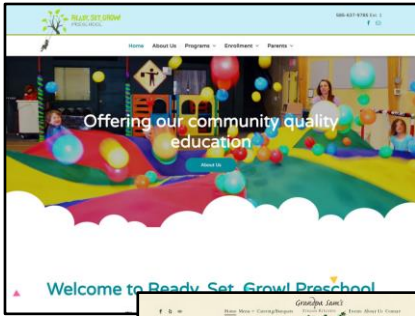 READY, SET, GROW!
PRESCHOOL
Home About Us Programs Enrollment Parents
Offering our community quality
education
About Us
Welcome to Ready, Set, Grow! Preschool
Grandpa Sam's
Home Menu Catering/Banquets Events About Us Contact